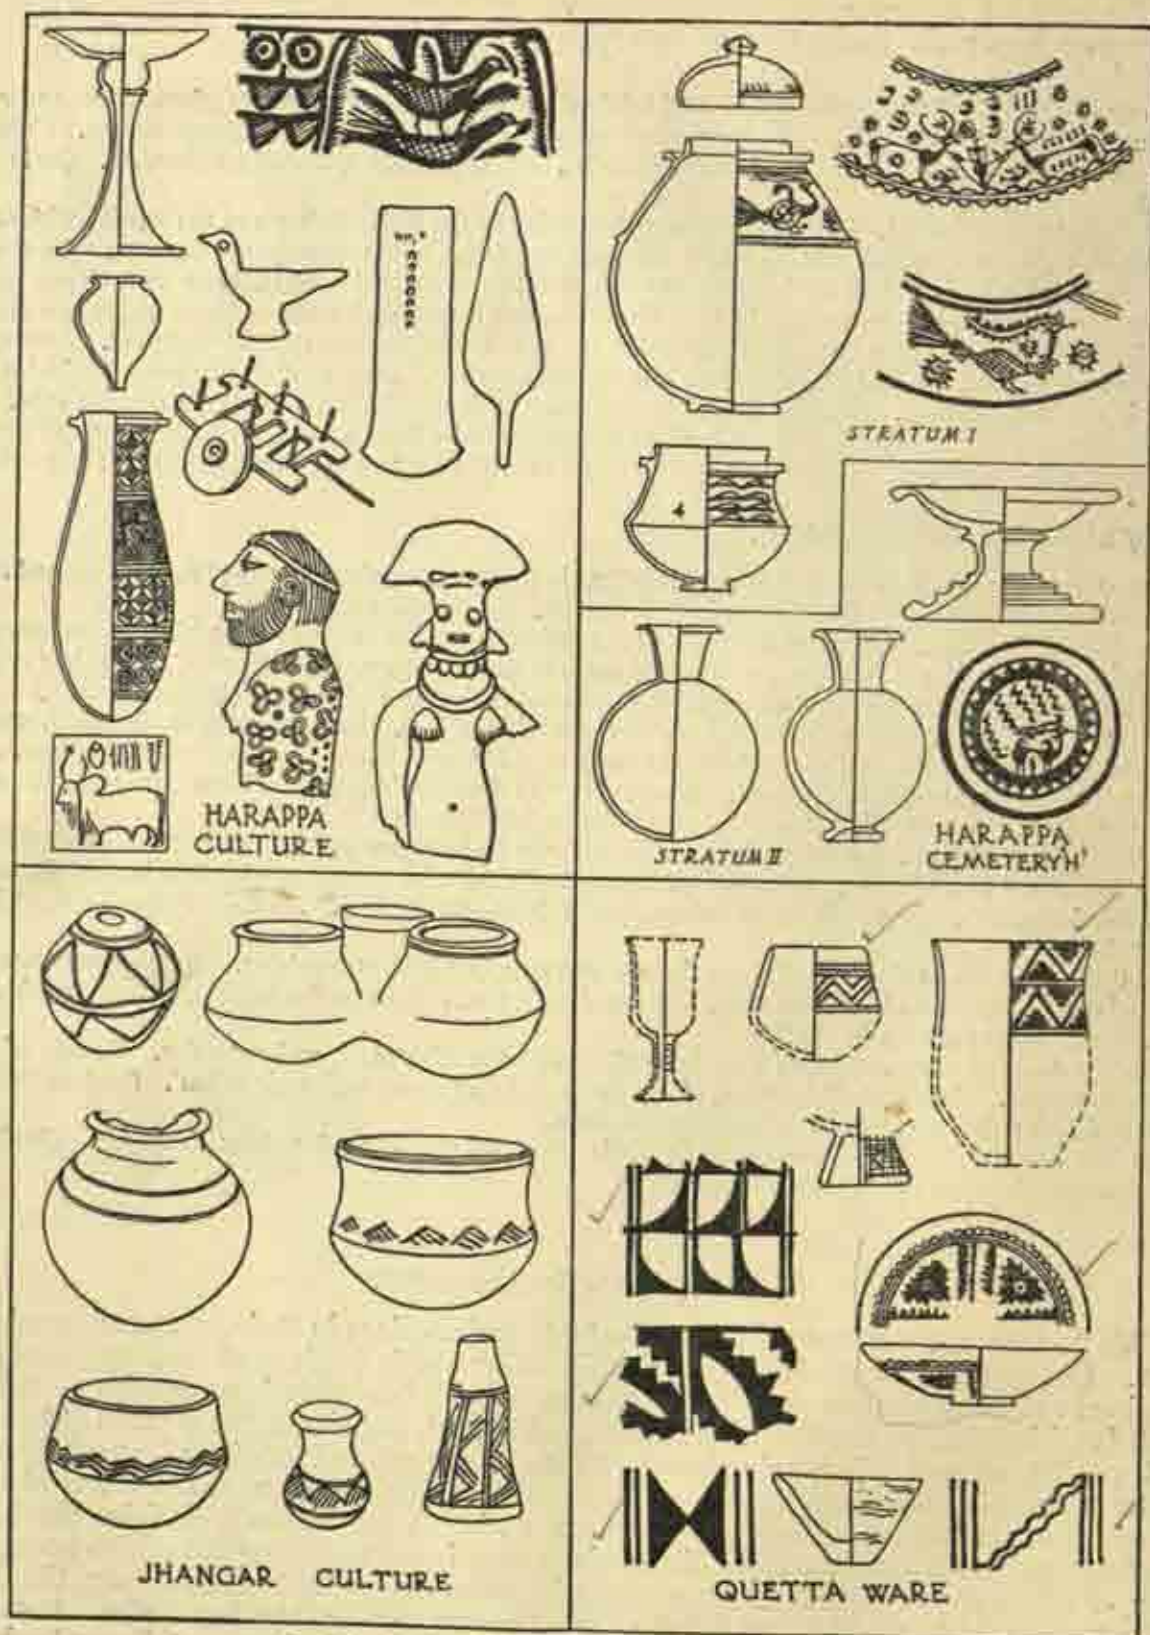 STRATUM I
HARAPPA
CULTURE
STRATUM II
HARAPPA
CEMETERY 'H'
JHANGAR CULTURE
QUETTA WARE